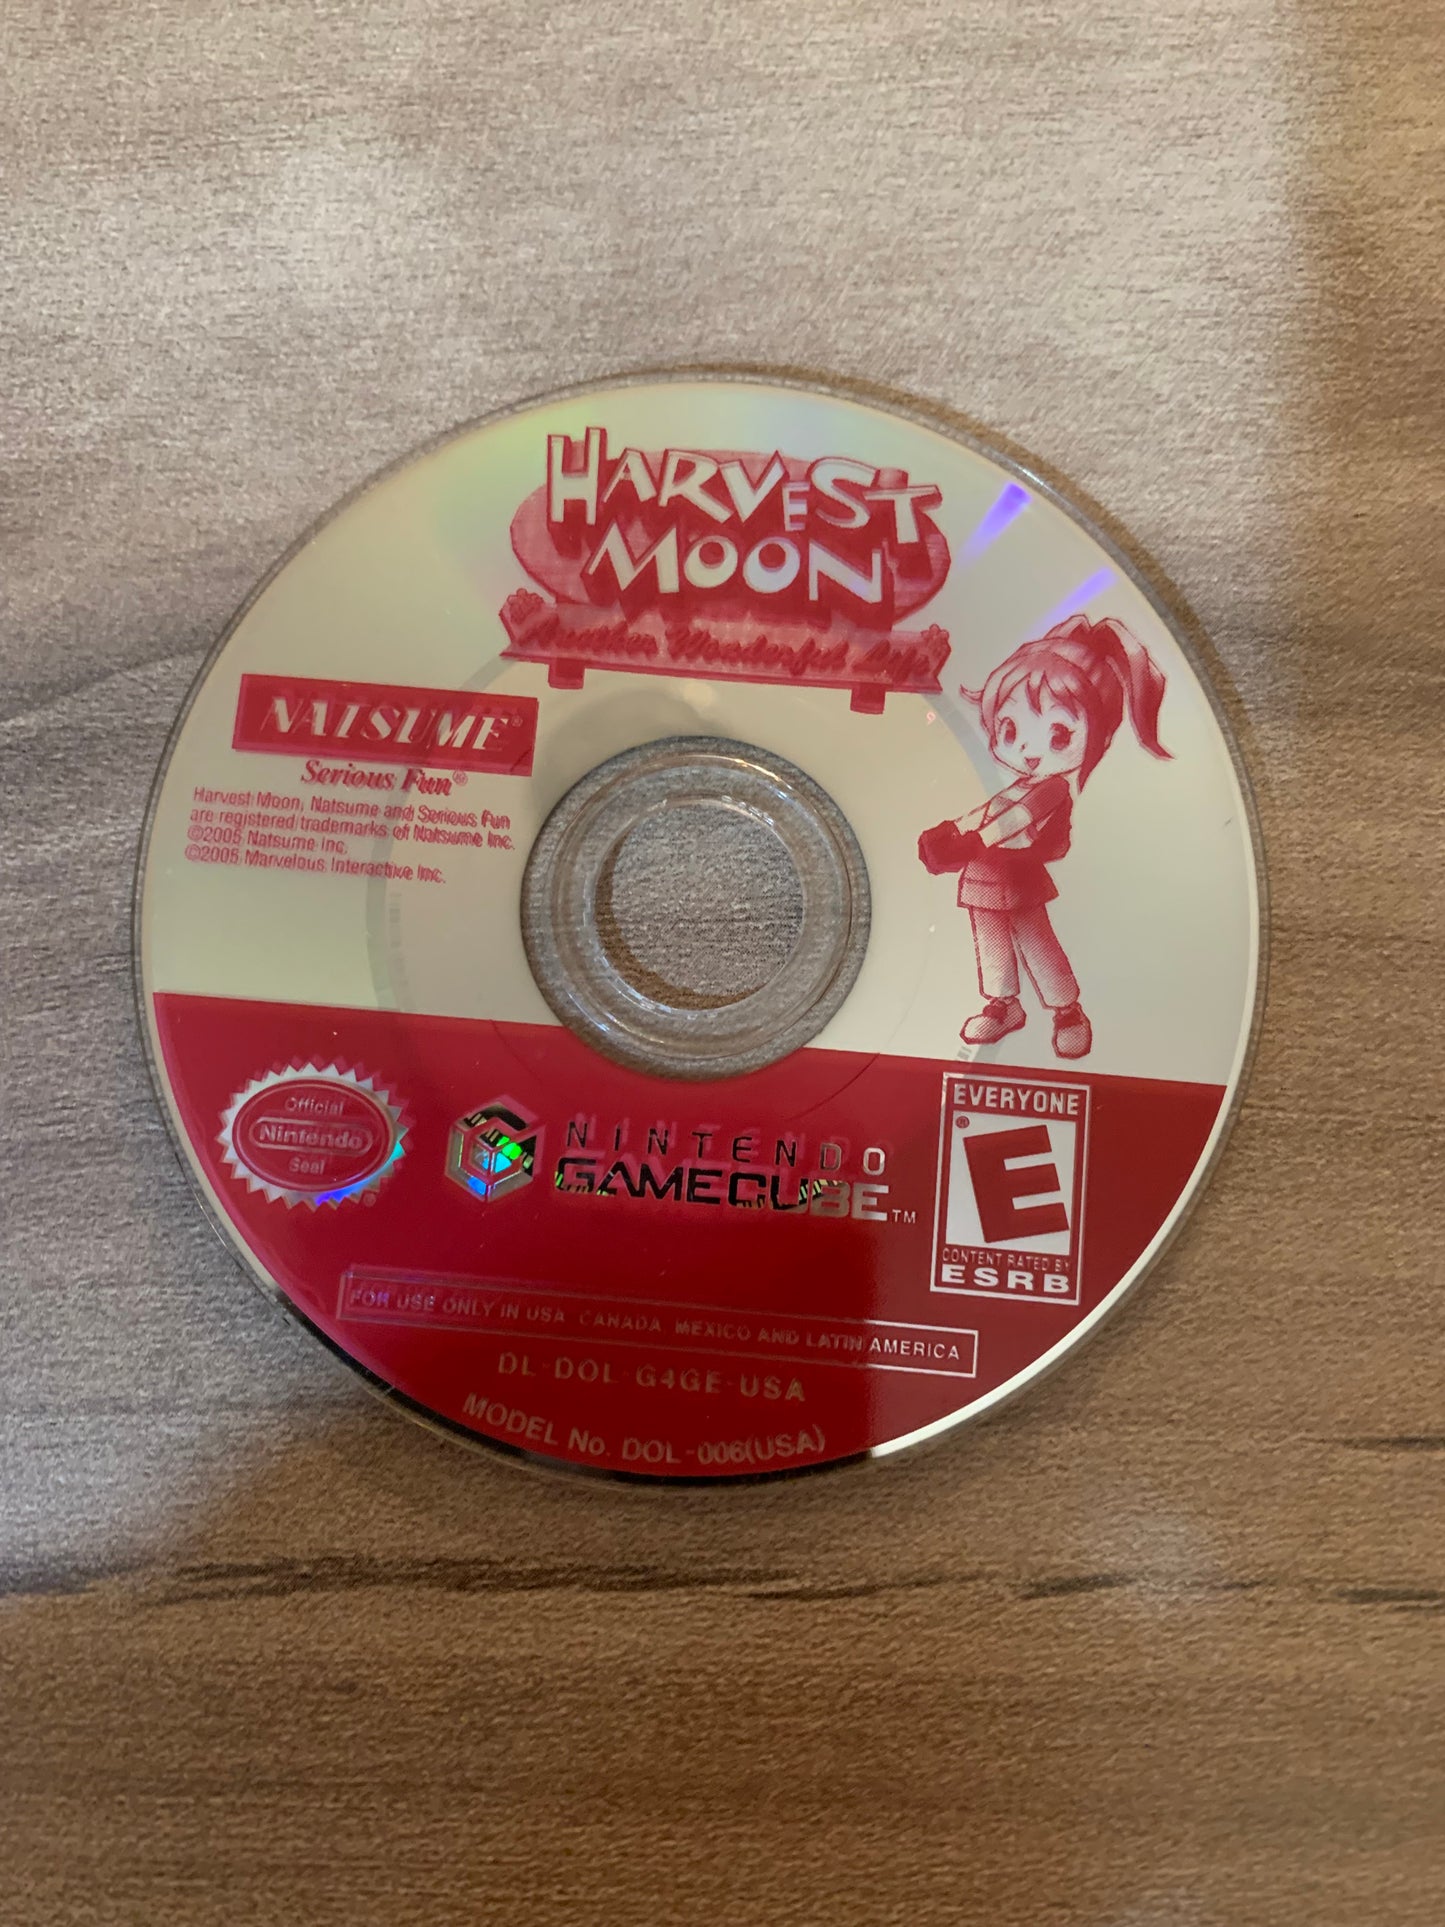 HARVEST
MOON
Another Wonderful Life
NATSUME®
Serious Fun®
Harvest Moon, Natsume and Serious Fun
are registered trademarks of Natsume Inc.
©2005 Natsume Inc.
©2005 Marvelous Interactive Inc.
Official
Nintendo
Seal
®
NINTENDO
GAMECUBE™
EVERYONE
®
E
CONTENT RATED BY
ESRB
FOR USE ONLY IN USA, CANADA, MEXICO AND LATIN AMERICA
DL-DOL-G4GE-USA
MODEL No. DOL-006(USA)